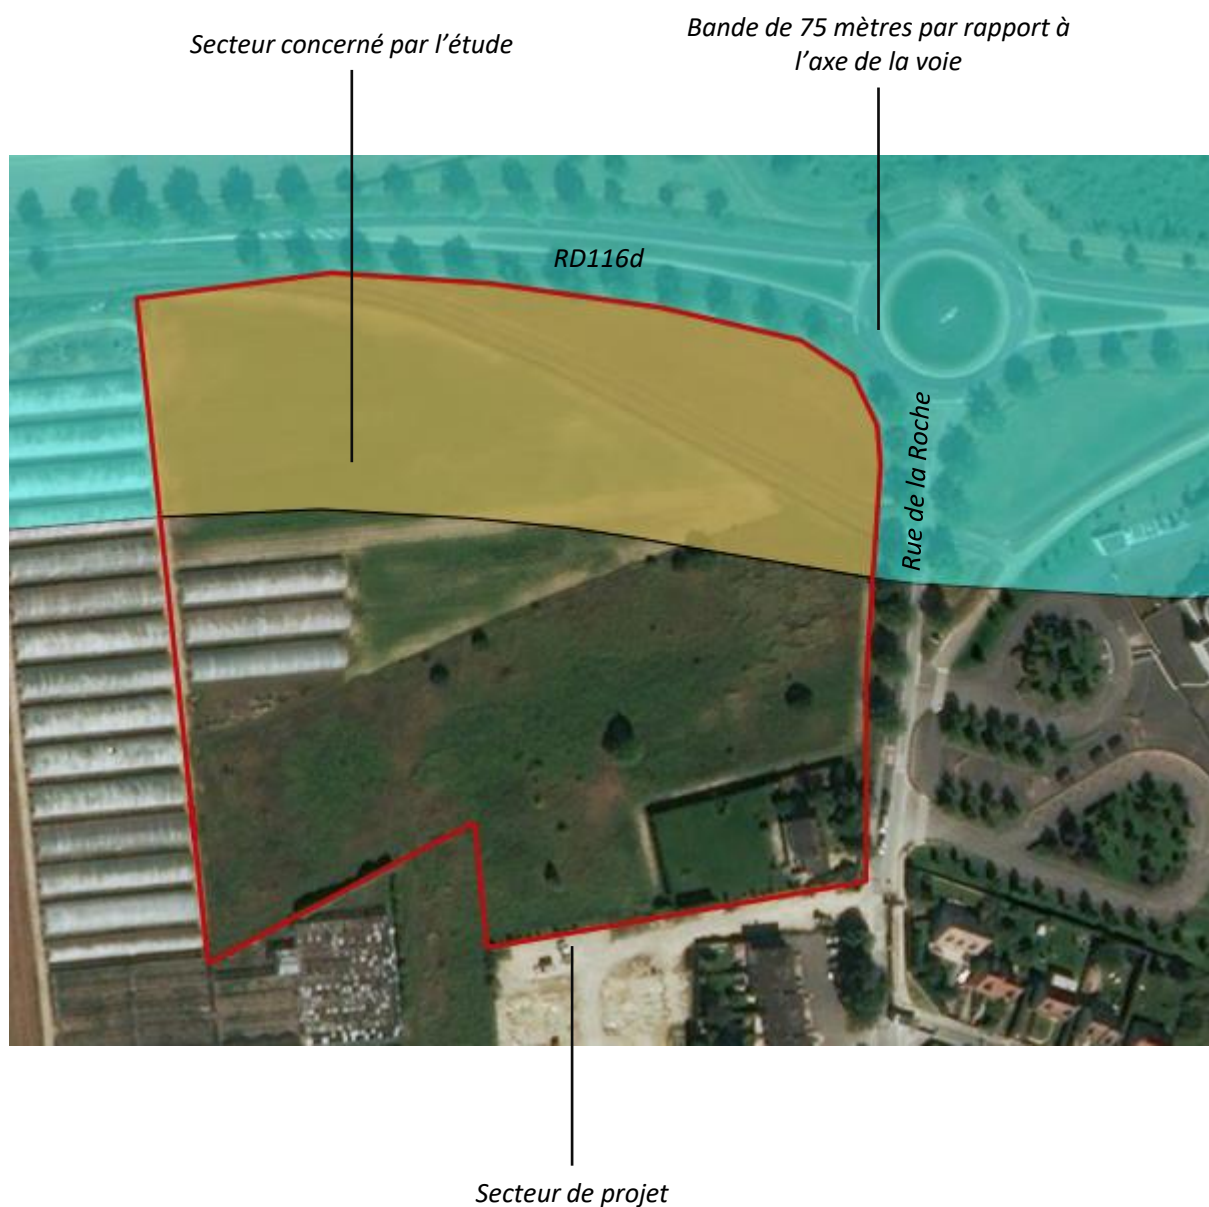 Secteur concerné par l'étude
Bande de 75 mètres par rapport à
l'axe de la voie
RD116d
Rue de la Roche
Secteur de projet